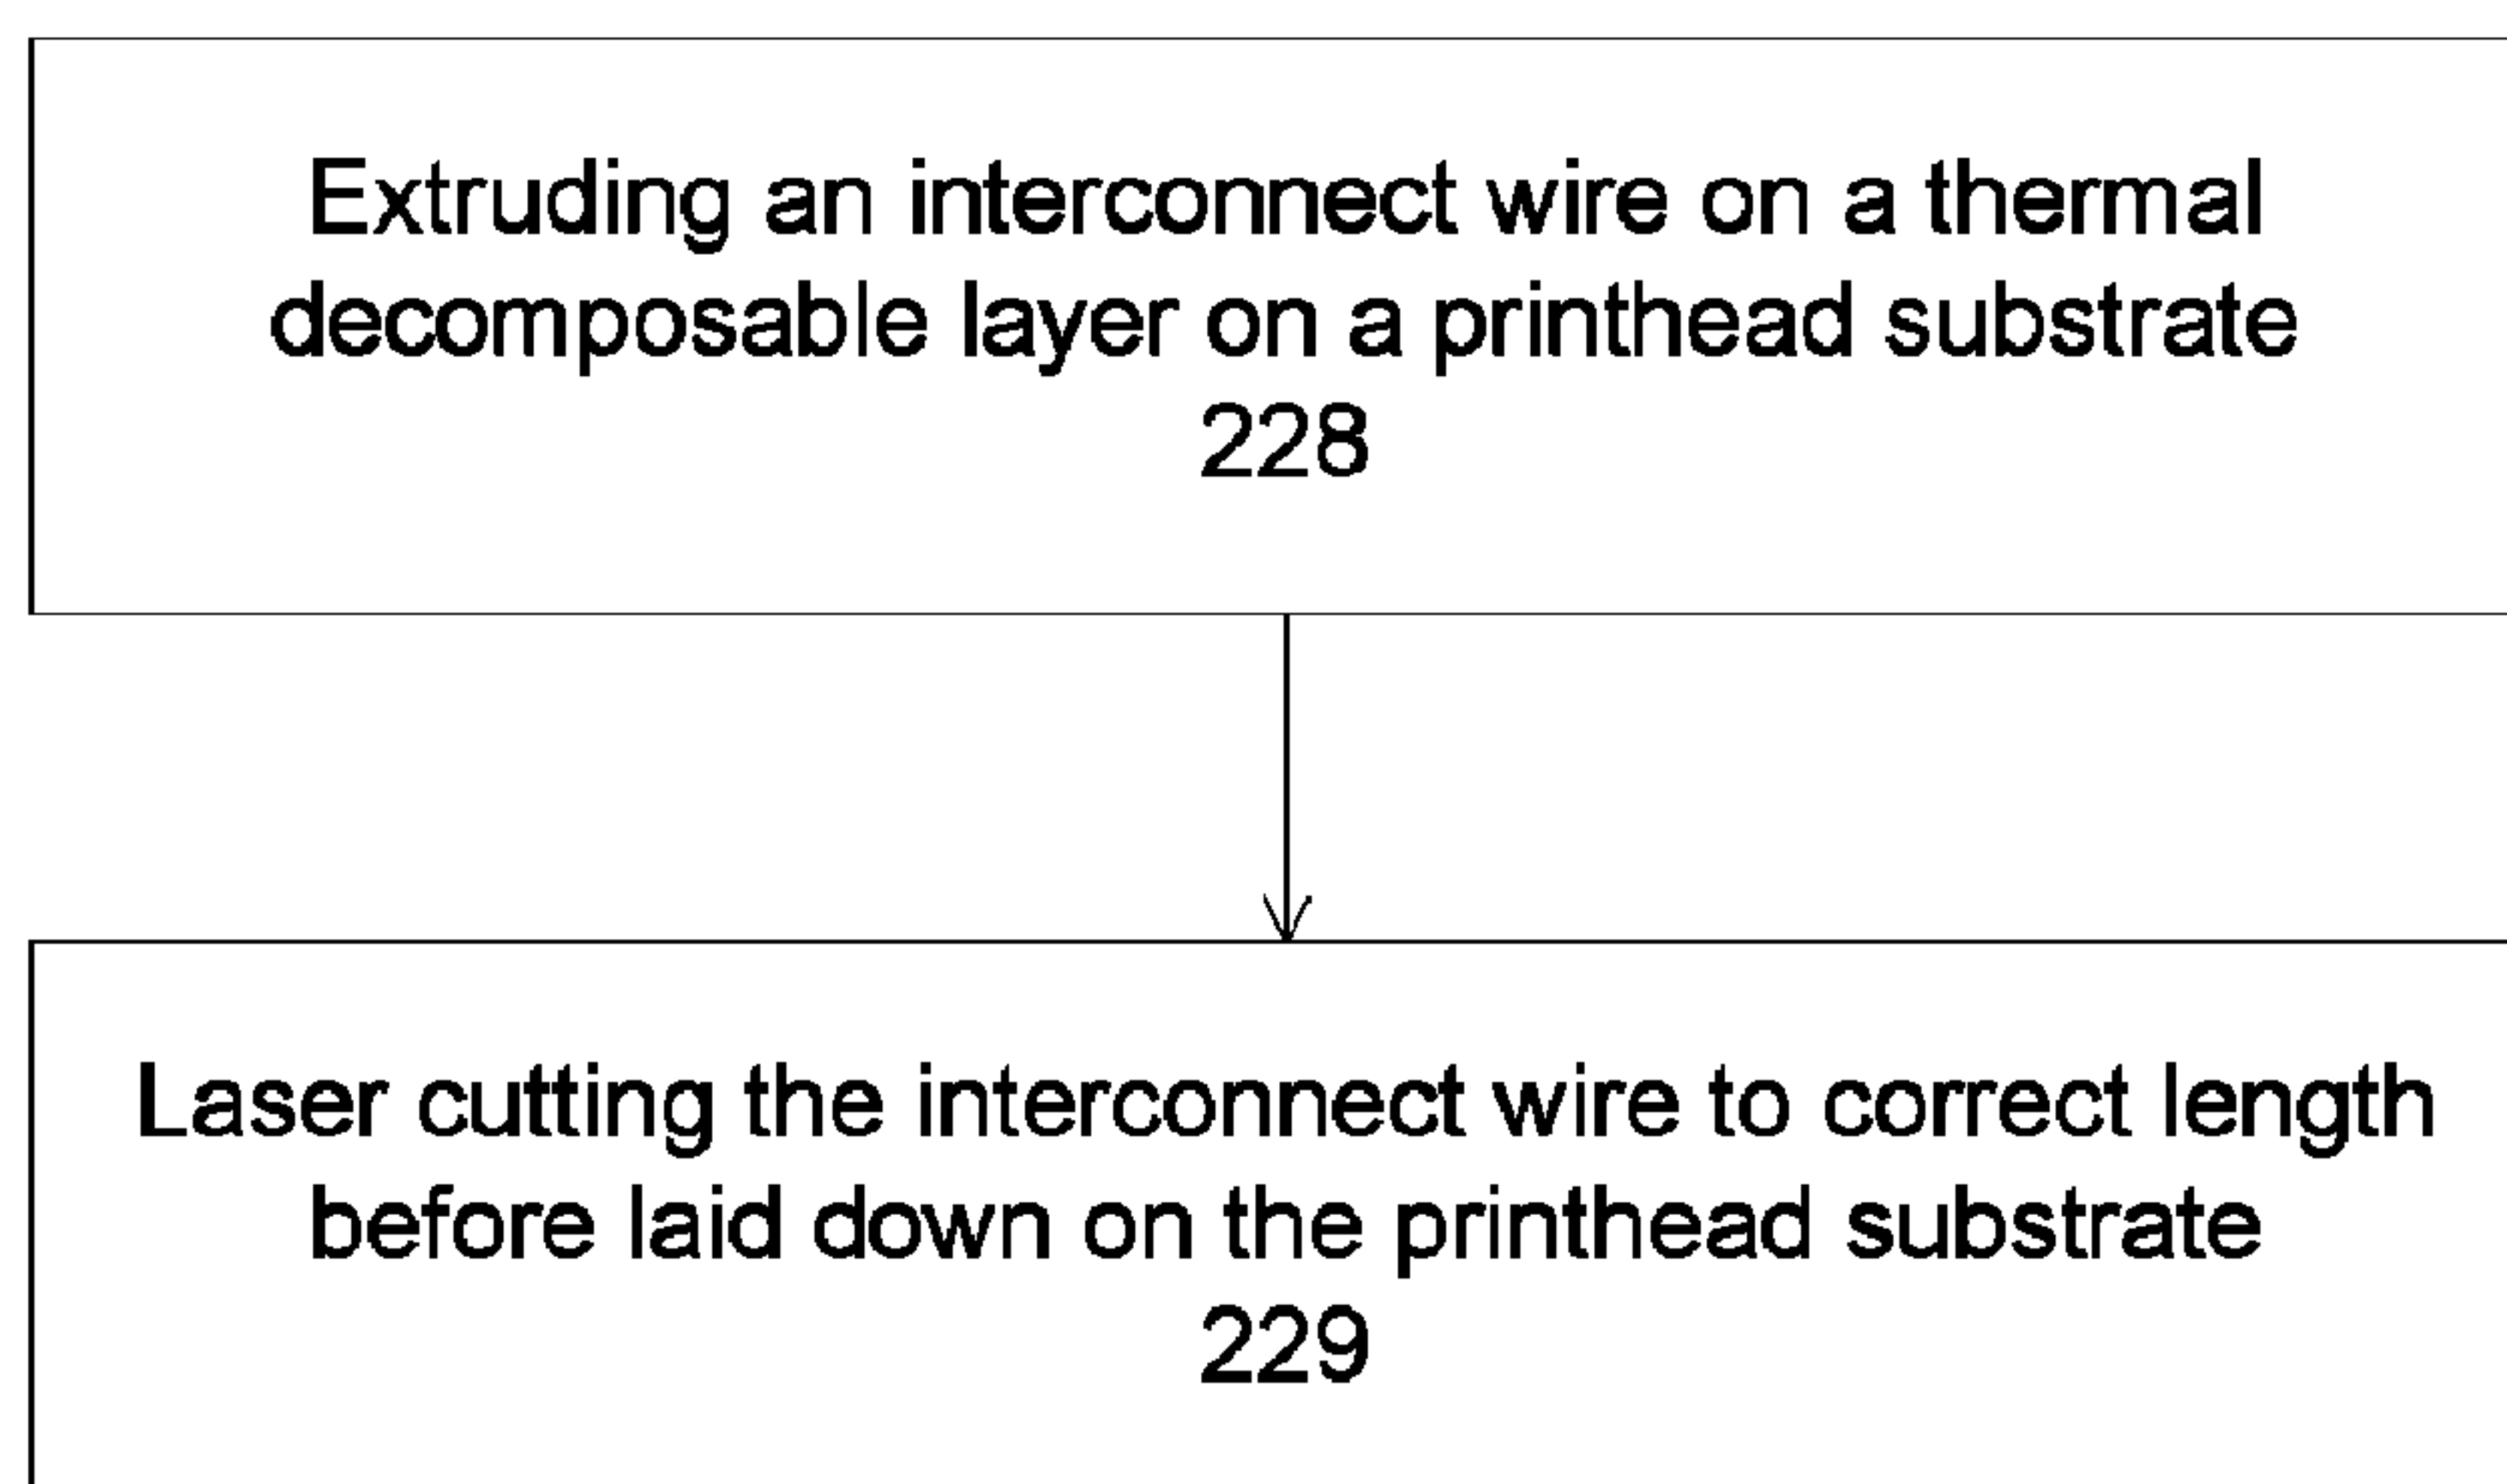 Extruding an interconnect wire on a thermal
decomposable layer on a printhead substrate
228
Laser cutting the interconnect wire to correct length
before laid down on the printhead substrate
229